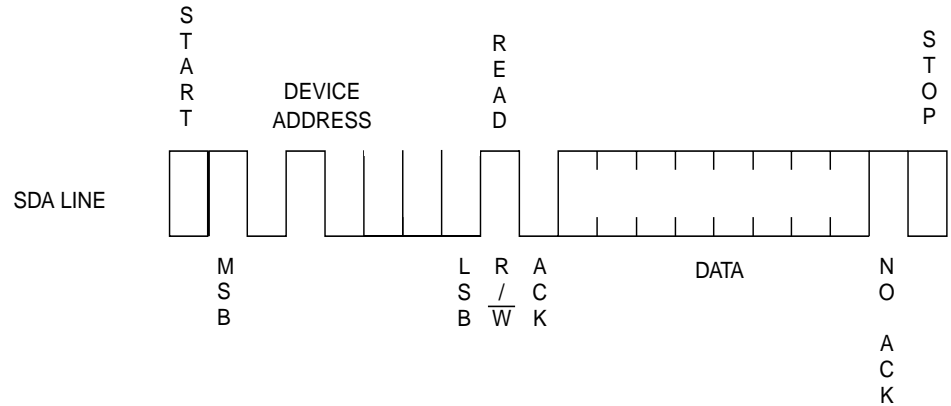 START
READ
STOP
DEVICE
ADDRESS
SDA LINE
MSB
LSB
R/W
ACK
DATA
NO ACK